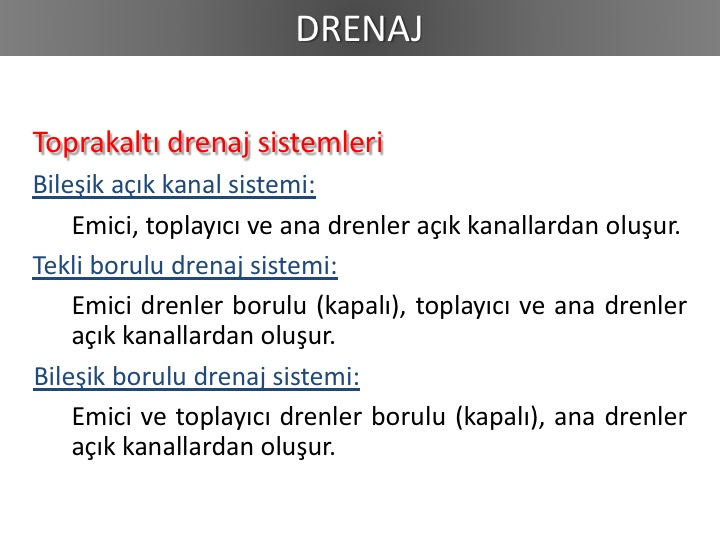 DRENAJ
Toprakaltı drenaj sistemleri
Bileşik açık kanal sistemi:
Emici, toplayıcı ve ana drenler açık kanallardan oluşur.
Tekli borulu drenaj sistemi:
Emici drenler borulu (kapalı), toplayıcı ve ana drenler
açık kanallardan oluşur.
Bileşik borulu drenaj sistemi:
Emici ve toplayıcı drenler borulu (kapalı), ana drenler
açık kanallardan oluşur.